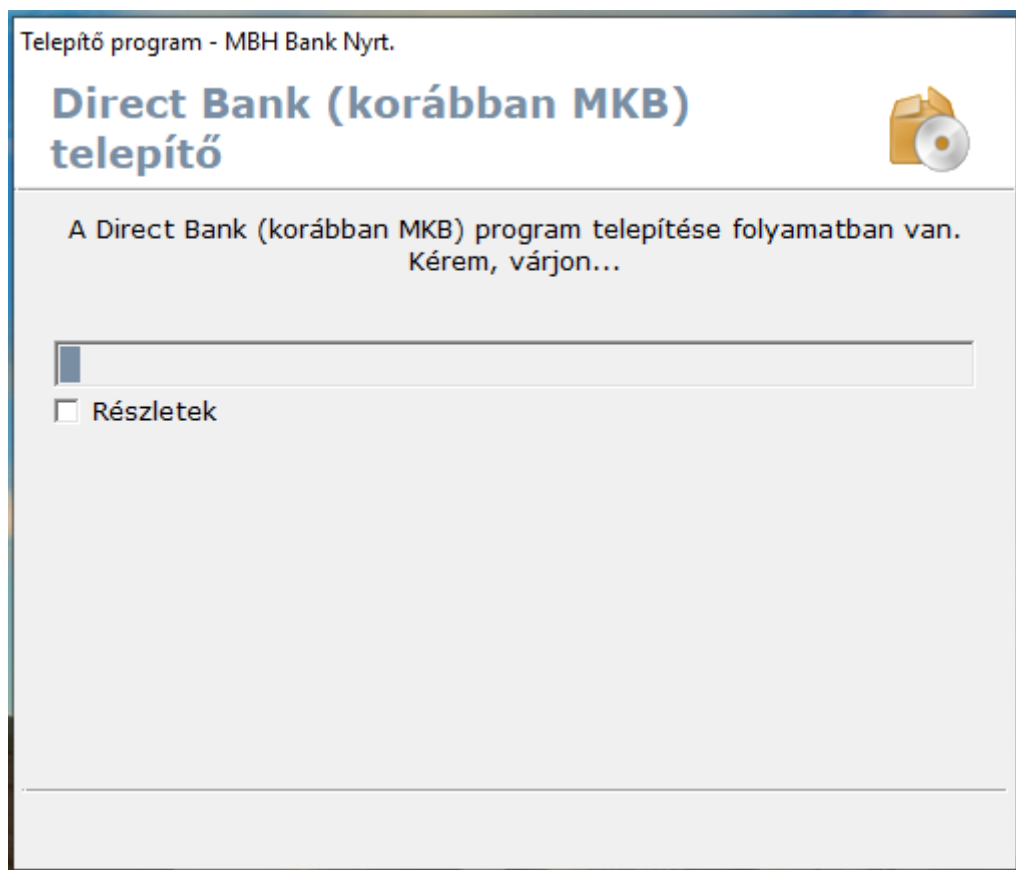 Telepítő program - MBH Bank Nyrt.
Direct Bank (korábban MKB)
telepítő
A Direct Bank (korábban MKB) program telepítése folyamatban van.
Kérem, várjon...
Részletek